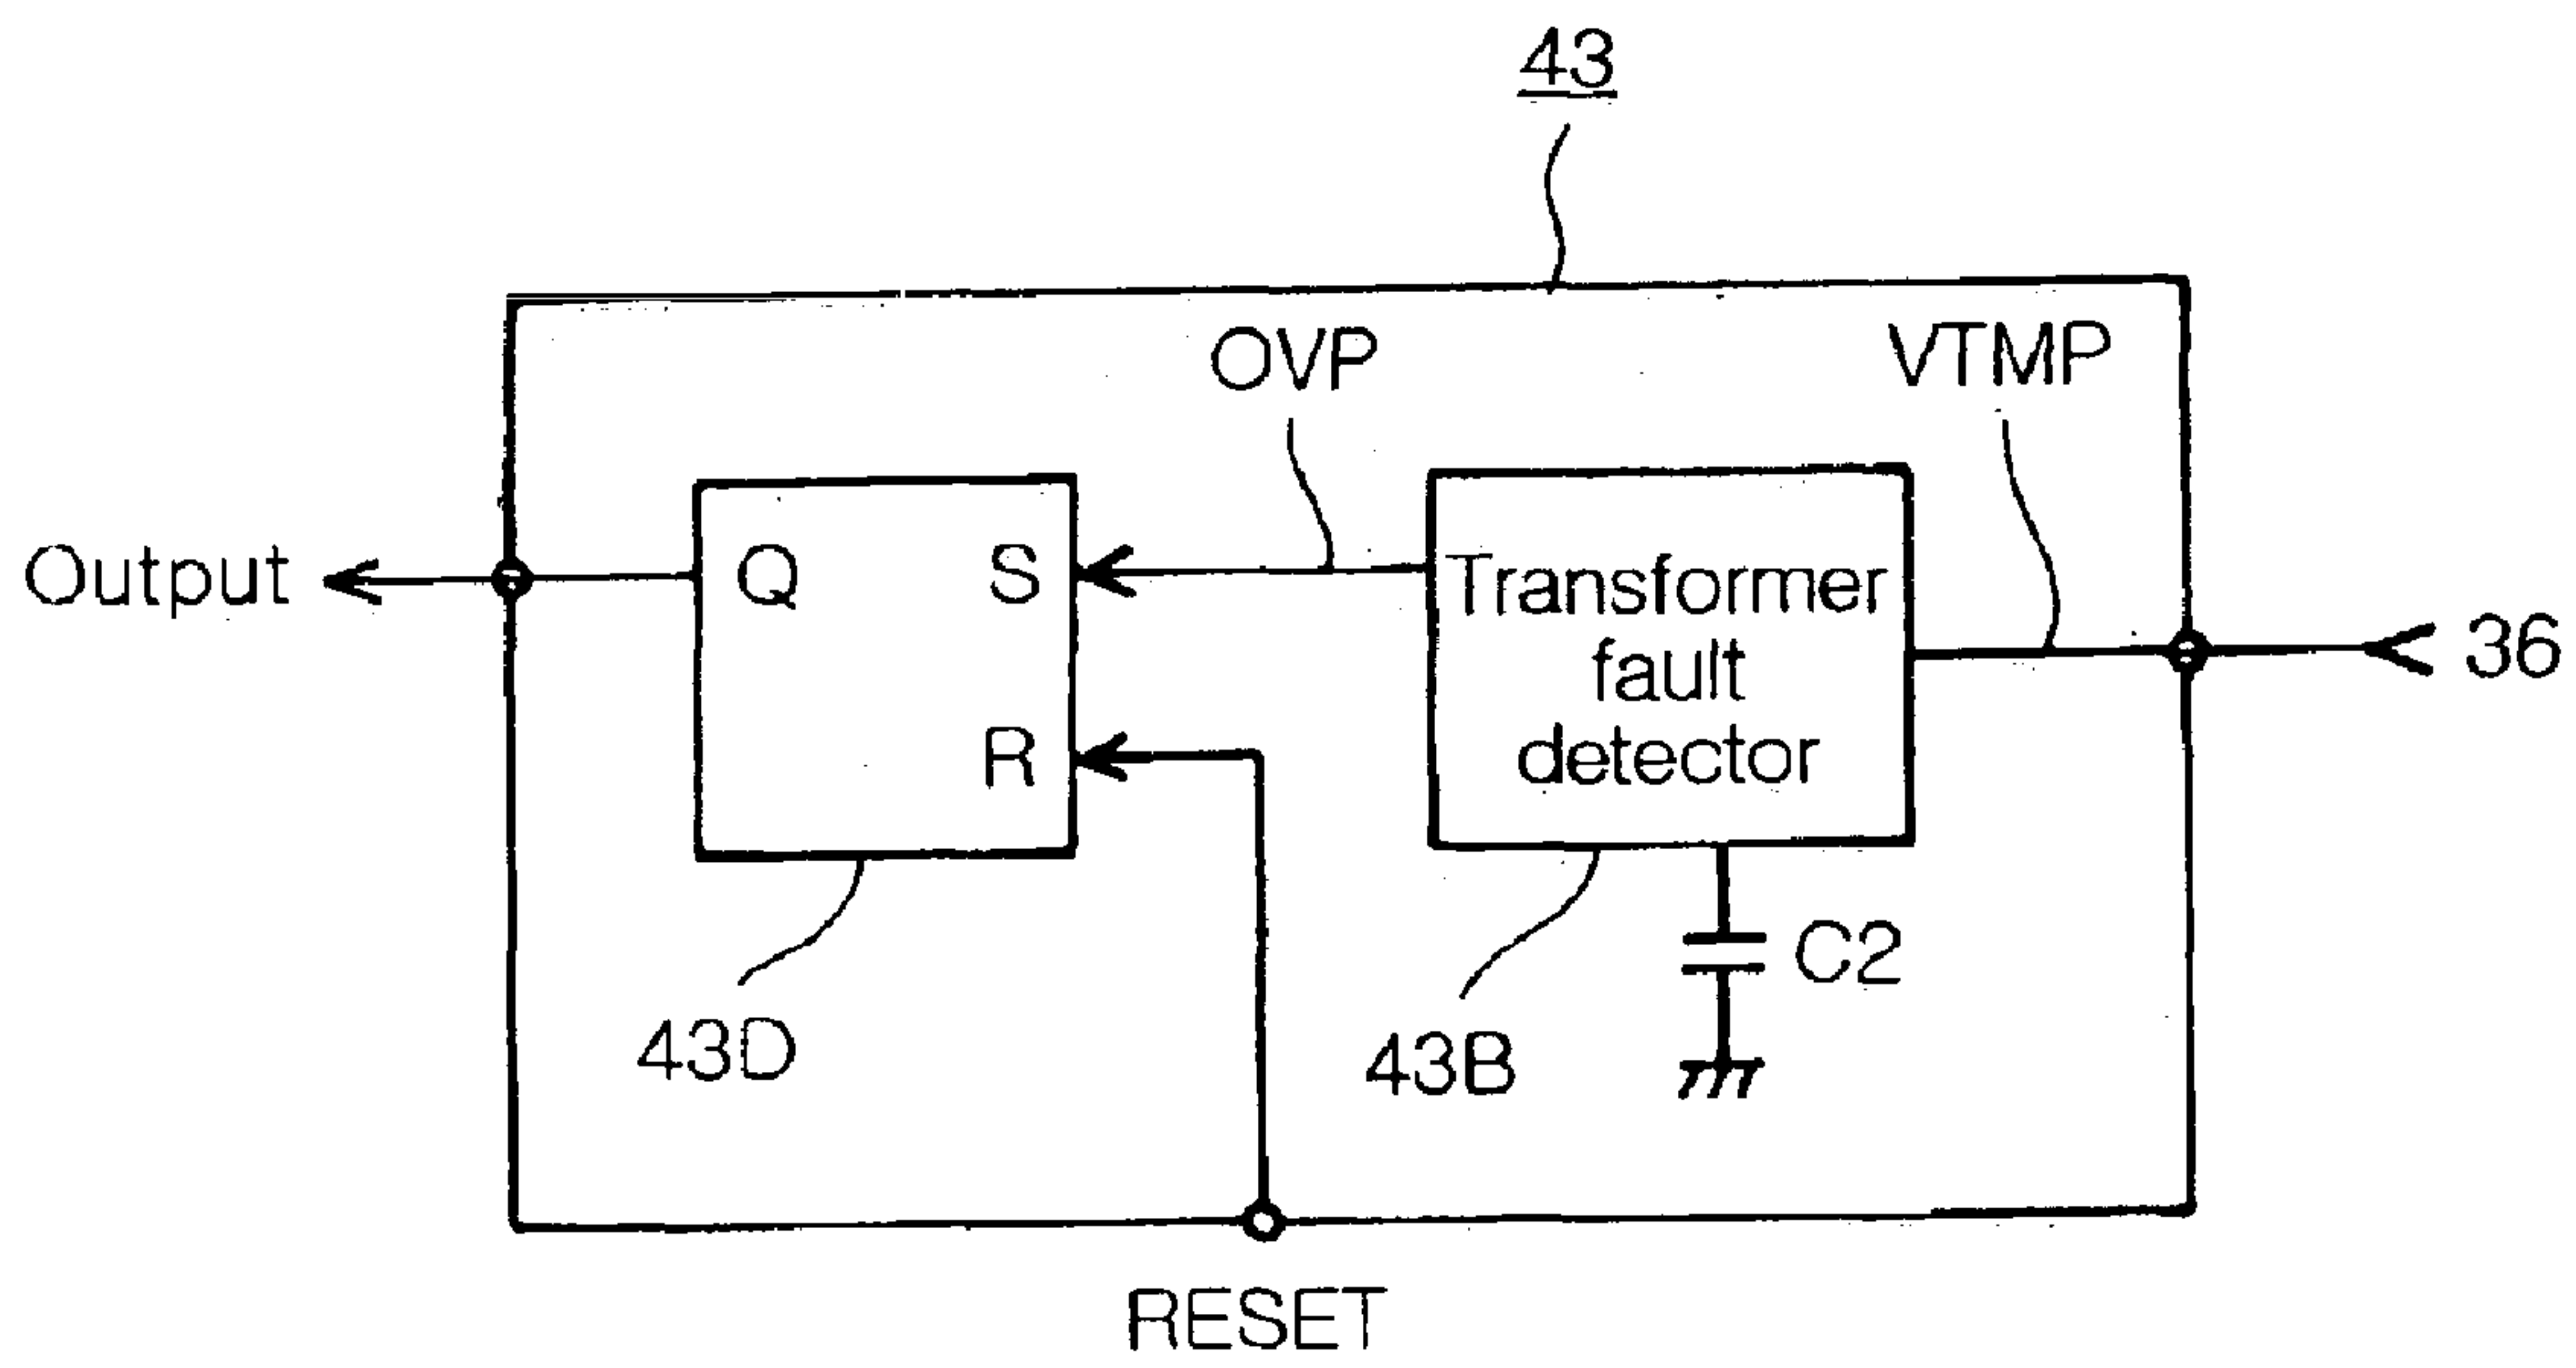 43
OVP
VTMP
Output
Q
S
R
Transformer
fault
detector
36
C2
43D
43B
RESET